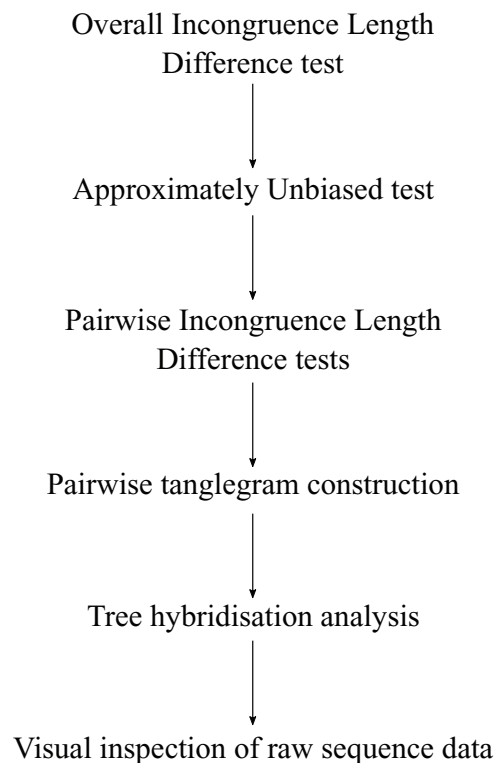 Overall Incongruence Length
Difference test
Approximately Unbiased test
Pairwise Incongruence Length
Difference tests
Pairwise tanglegram construction
Tree hybridisation analysis
Visual inspection of raw sequence data